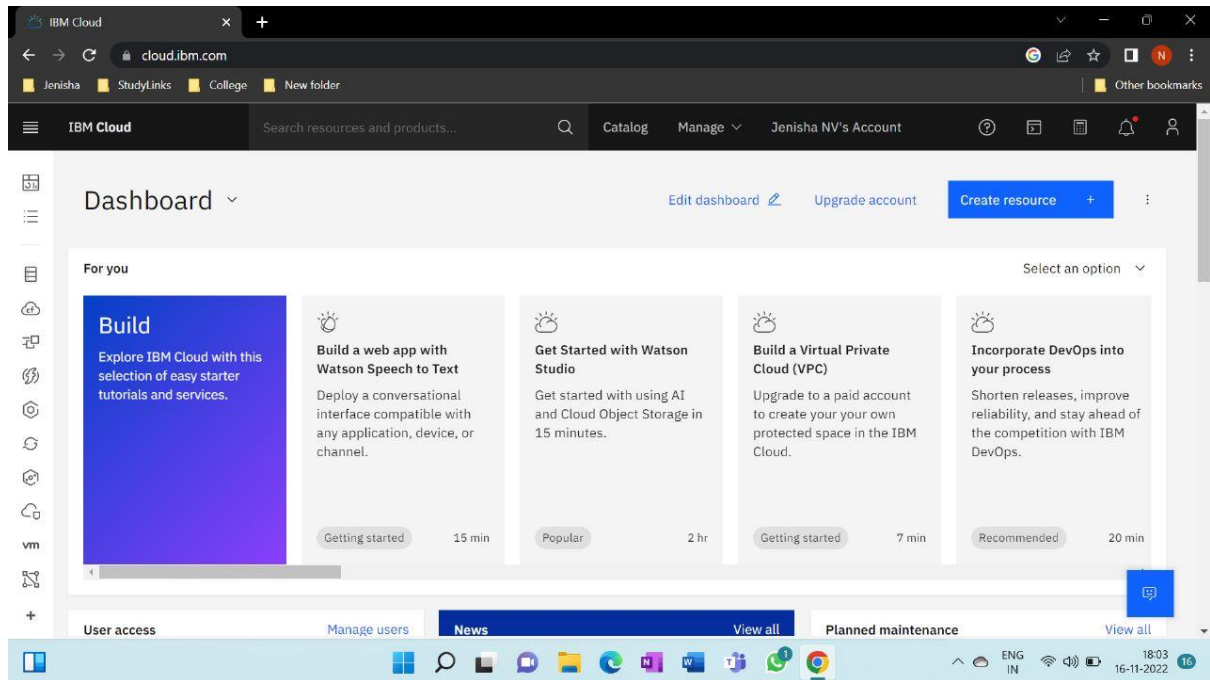 IBM Cloud
cloud.ibm.com
N
Jenisha StudyLinks College New folder Other bookmarks
IBM Cloud Search resources and products... Catalog Manage Jenisha NV's Account
Dashboard Edit dashboard Upgrade account Create resource +
For you Select an option
Build
Explore IBM Cloud with this
selection of easy starter
tutorials and services.
Build a web app with
Watson Speech to Text
Deploy a conversational
interface compatible with
any application, device, or
channel.
Getting started 15 min
Get Started with Watson
Studio
Get started with using AI
and Cloud Object Storage in
15 minutes.
Popular 2 hr
Build a Virtual Private
Cloud (VPC)
Upgrade to a paid account
to create your your own
protected space in the IBM
Cloud.
Getting started 7 min
Incorporate DevOps into
your process
Shorten releases, improve
reliability, and stay ahead of
the competition with IBM
DevOps.
Recommended 20 min
vm
User access Manage users News View all Planned maintenance View all
1
ENG
IN
18:03
16-11-2022
16